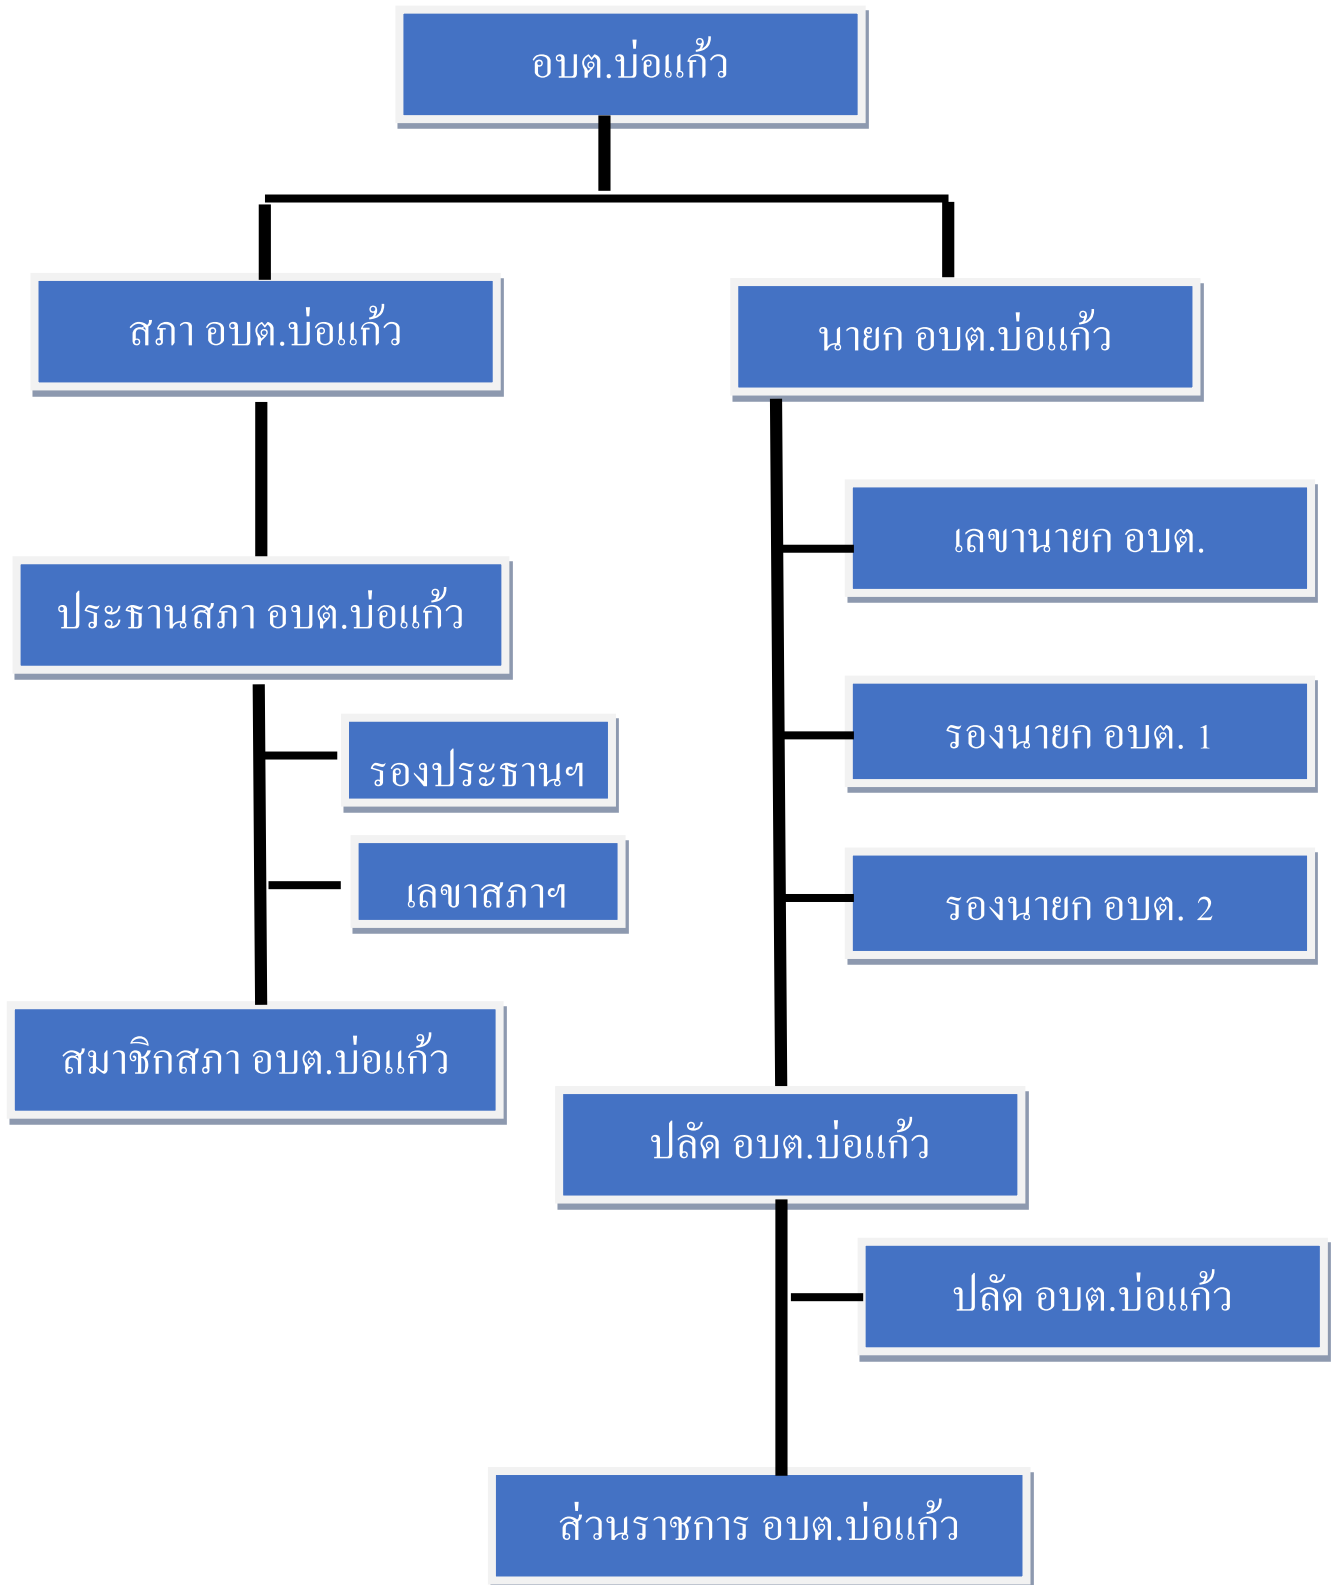 อบต.บ่อแก้ว
สภา อบต.บ่อแก้ว
นายก อบต.บ่อแก้ว
เลขานายก อบต.
ประธานสภา อบต.บ่อแก้ว
รองนายก อบต. 1
รองประธานฯ
เลขาสภาฯ
รองนายก อบต. 2
สมาชิกสภา อบต.บ่อแก้ว
ปลัด อบต.บ่อแก้ว
ปลัด อบต.บ่อแก้ว
ส่วนราชการ อบต.บ่อแก้ว